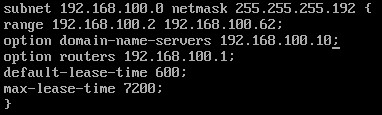 subnet 192.168.100.0 netmask 255.255.255.192 {
range 192.168.100.2 192.168.100.62;
option domain-name-servers 192.168.100.10;
option routers 192.168.100.1;
default-lease-time 600;
max-lease-time 7200;
}